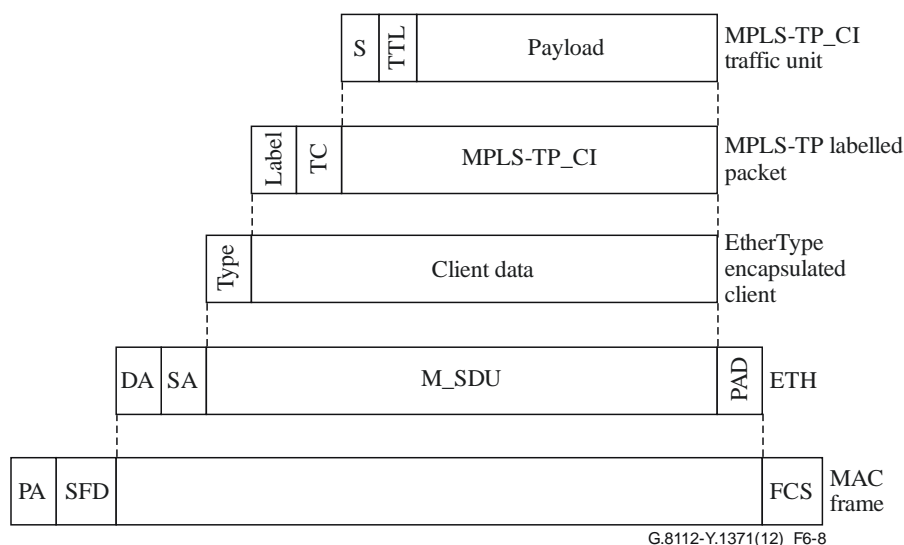 S TTL Payload MPLS-TP_CI
traffic unit
Label TC MPLS-TP_CI MPLS-TP labelled
packet
Type Client data EtherType
encapsulated
client
DA SA M_SDU PAD ETH
PA SFD FCS MAC
frame
G.8112-Y.1371(12)_F6-8